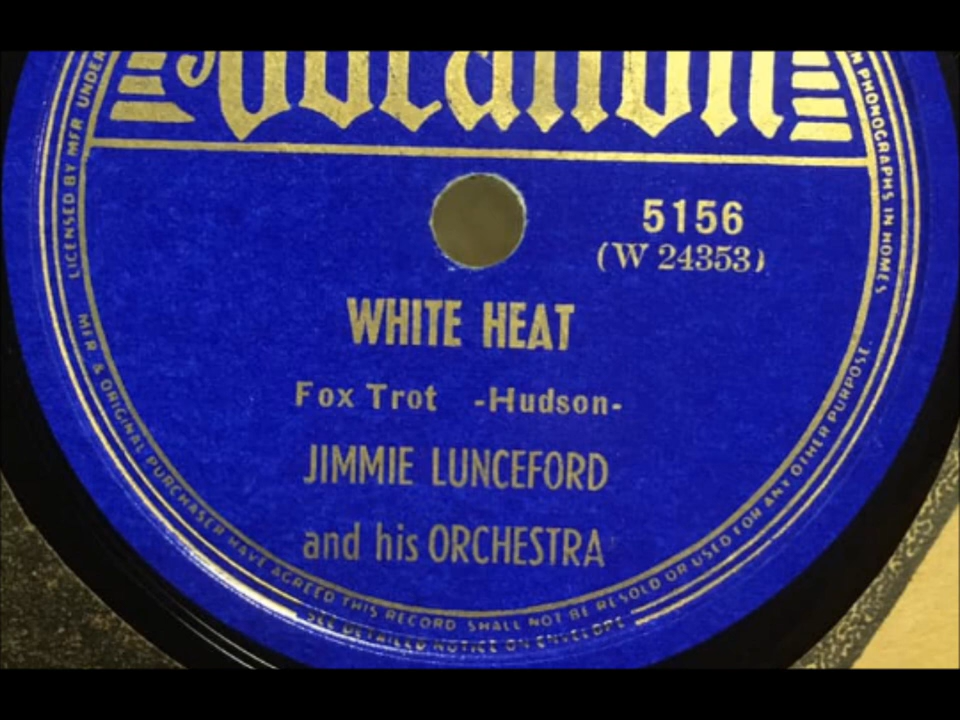 Vocalion
5156
(W 24353)
WHITE HEAT
Fox Trot -Hudson-
JIMMIE LUNCEFORD
and his ORCHESTRA
LICENSED BY MFR UNDER
N PHONOGRAPHS IN HOMES
MFR & ORIGINAL PURCHASER HAVE AGREED THIS RECORD SHALL NOT BE RESOLD OR USED FOR ANY OTHER PURPOSE.
SEE DETAILED NOTICE ON ENVELOPE